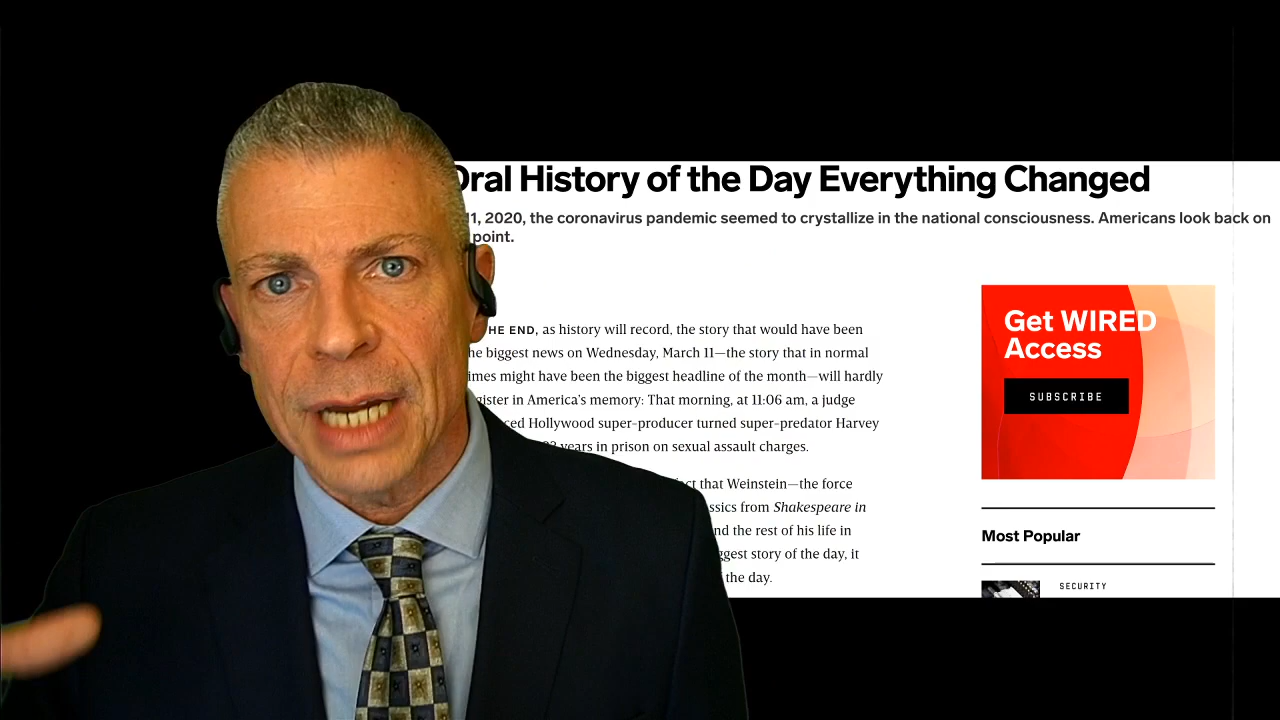 Oral History of the Day Everything Changed
11, 2020, the coronavirus pandemic seemed to crystallize in the national consciousness. Americans look back on
point.
HE END, as history will record, the story that would have been
he biggest news on Wednesday, March 11—the story that in normal
imes might have been the biggest headline of the month—will hardly
gister in America's memory: That morning, at 11:06 am, a judge
ced Hollywood super-producer turned super-predator Harvey
years in prison on sexual assault charges.
ct that Weinstein—the force
ssics from Shakespeare in
nd the rest of his life in
ggest story of the day, it
the day.
Get WIRED
Access
SUBSCRIBE
Most Popular
SECURITY